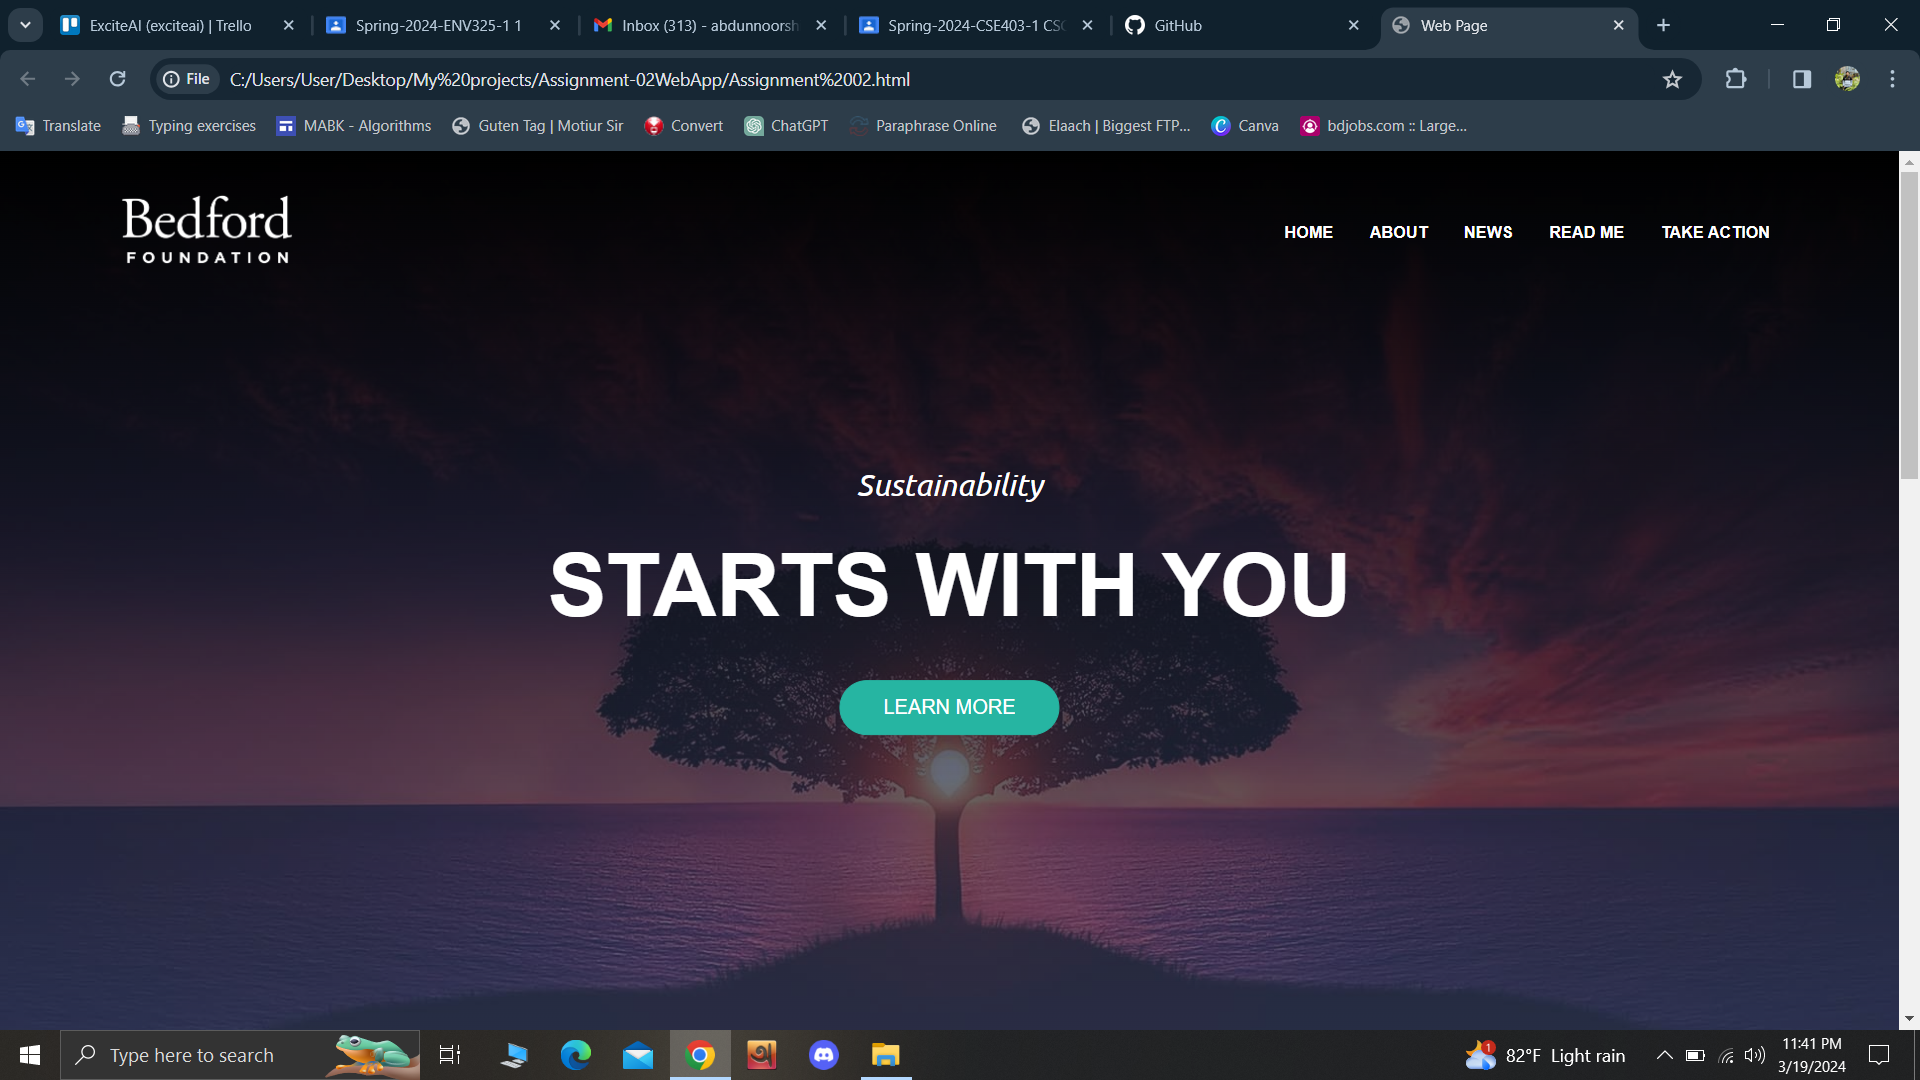 ExciteAI (exciteai) | Trello
Spring-2024-ENV325-1 1
Inbox (313) - abdunnoorsh
Spring-2024-CSE403-1 CSC
GitHub
Web Page
File
C:/Users/User/Desktop/My%20projects/Assignment-02WebApp/Assignment%2002.html
Translate
Typing exercises
MABK - Algorithms
Guten Tag | Motiur Sir
Convert
ChatGPT
Paraphrase Online
Elaach | Biggest FTP...
Canva
bdjobs.com :: Large...
Bedford
FOUNDATION
HOME
ABOUT
NEWS
READ ME
TAKE ACTION
Sustainability
STARTS WITH YOU
LEARN MORE
Type here to search
1
82°F Light rain
11:41 PM
3/19/2024